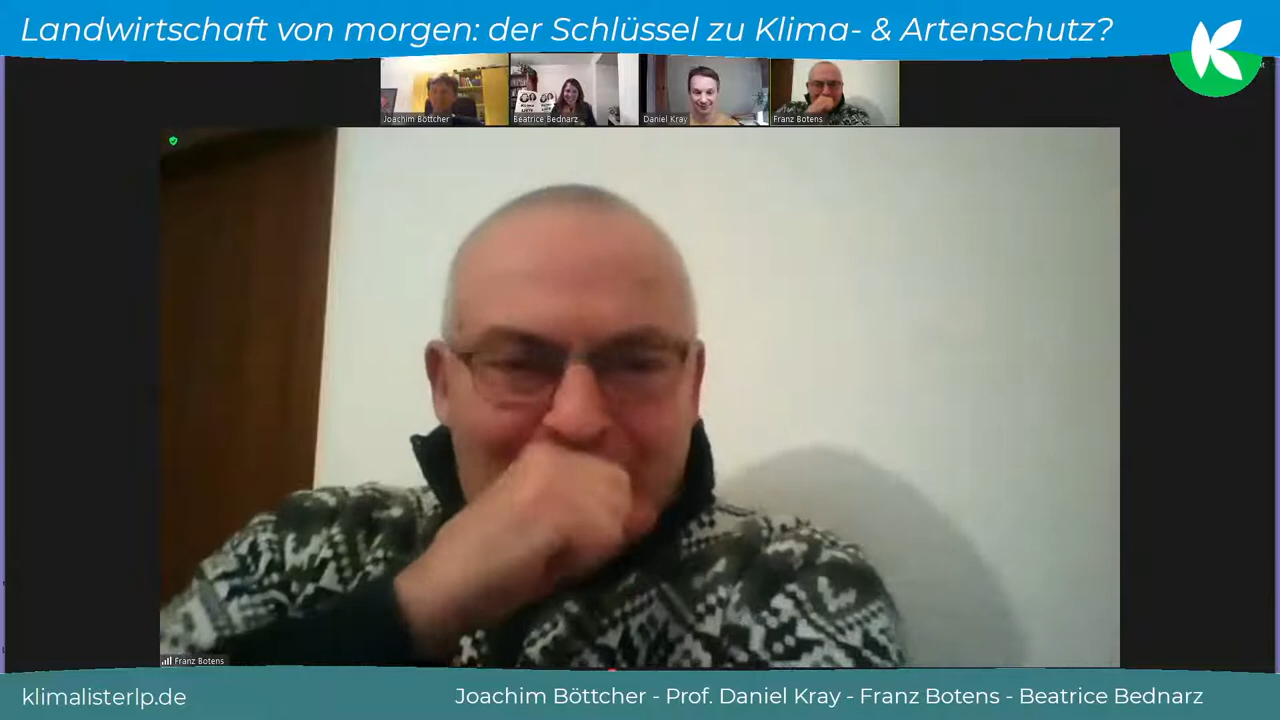 Landwirtschaft von morgen: der Schlüssel zu Klima- & Artenschutz?
Joachim Böttcher
Beatrice Bednarz
Daniel Kray
Franz Botens
Franz Botens
klimalisterlp.de
Joachim Böttcher - Prof. Daniel Kray - Franz Botens - Beatrice Bednarz